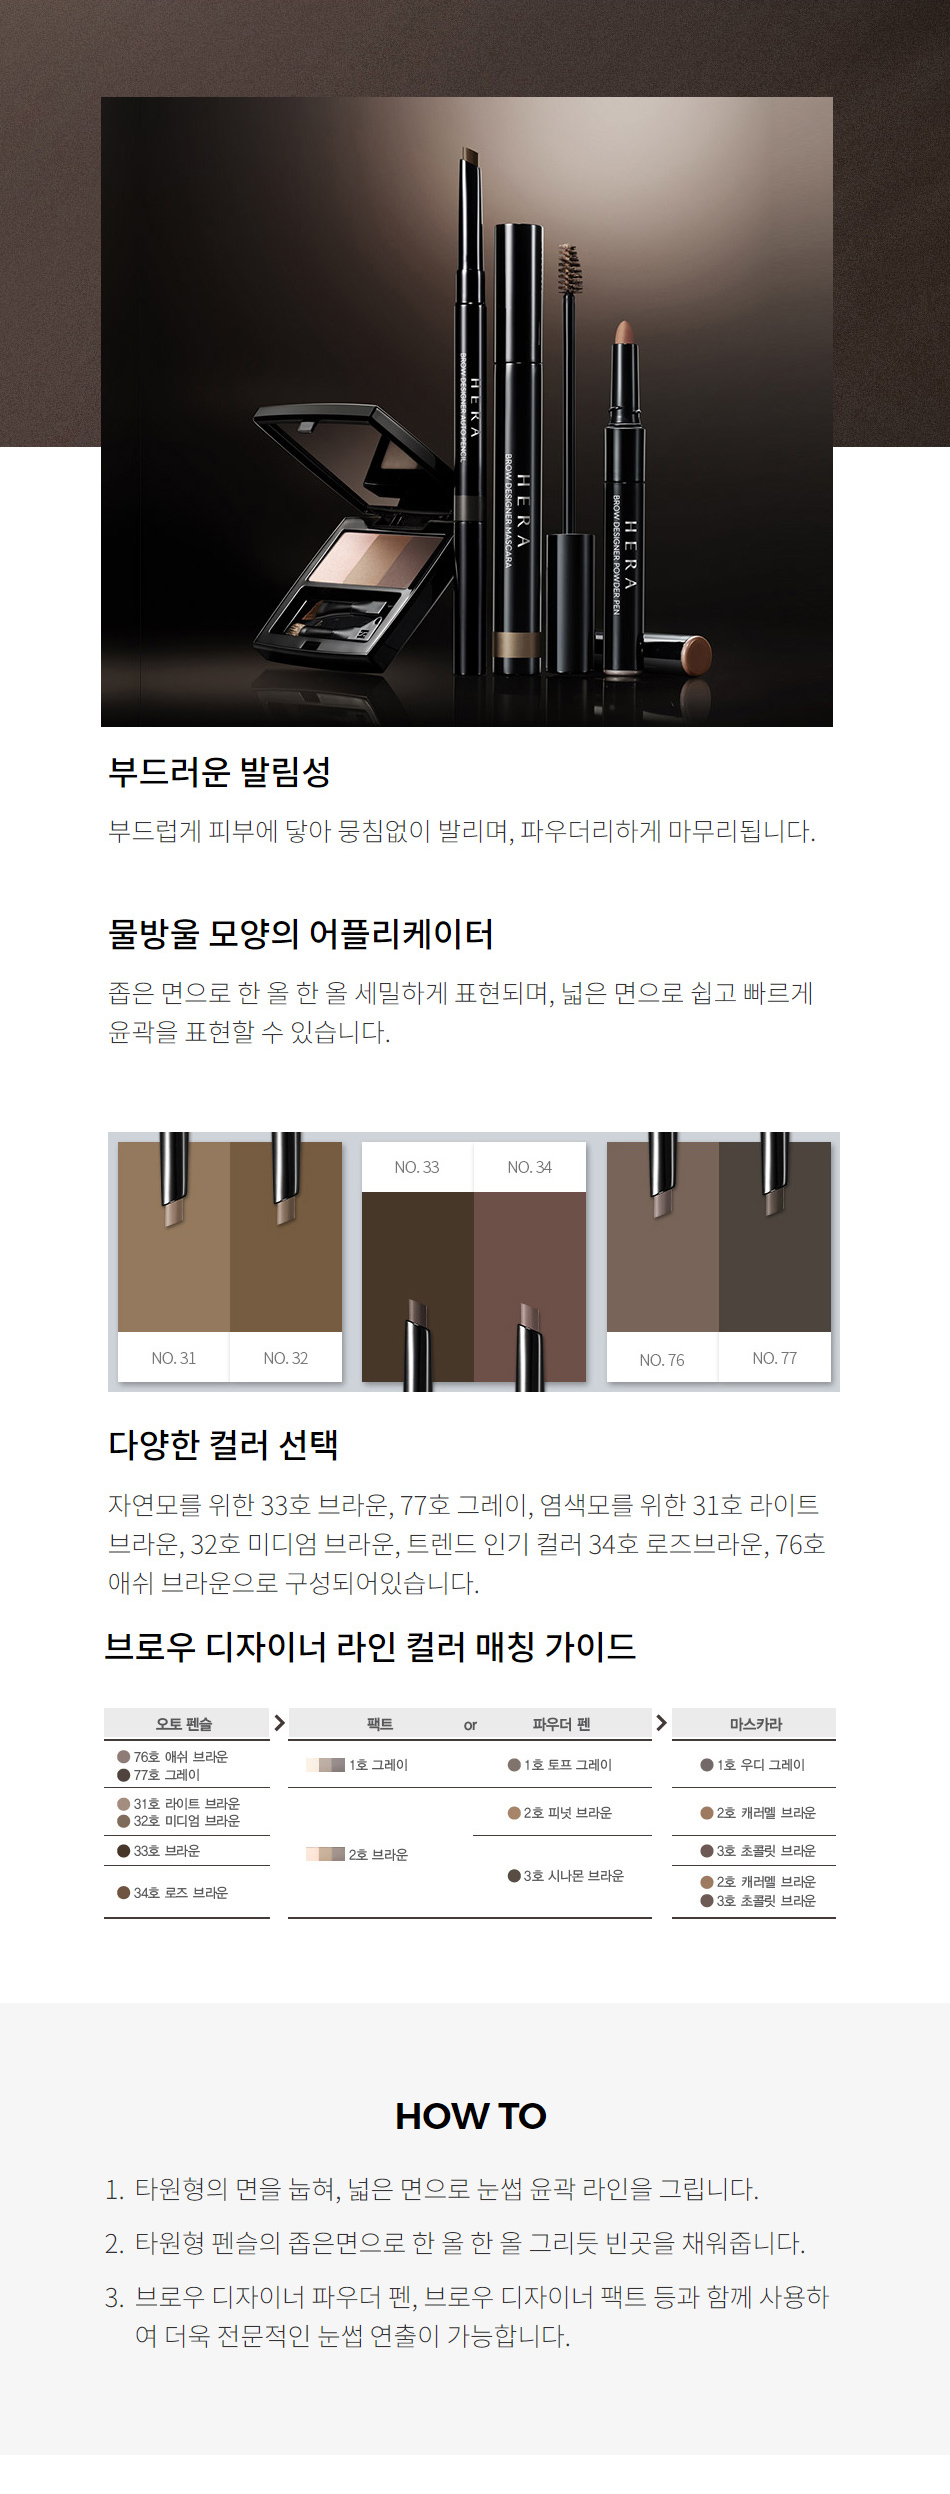 HERA
BROW DESIGNER AUTO PENCIL
HERA
BROW DESIGNER MASCARA
HERA
BROW DESIGNER POWDER PEN
부드러운 발림성
부드럽게 피부에 닿아 뭉침없이 발리며, 파우더리하게 마무리됩니다.
물방울 모양의 어플리케이터
좁은 면으로 한 올 한 올 세밀하게 표현되며, 넓은 면으로 쉽고 빠르게
윤곽을 표현할 수 있습니다.
NO. 33 NO. 34
NO. 31 NO. 32 NO. 76 NO. 77
다양한 컬러 선택
자연모를 위한 33호 브라운, 77호 그레이, 염색모를 위한 31호 라이트
브라운, 32호 미디엄 브라운, 트렌드 인기 컬러 34호 로즈브라운, 76호
애쉬 브라운으로 구성되어있습니다.
브로우 디자이너 라인 컬러 매칭 가이드
오토 펜슬 팩트 or 파우더 펜 마스카라
76호 애쉬 브라운
77호 그레이
1호 그레이 1호 토프 그레이 1호 우디 그레이
31호 라이트 브라운
32호 미디엄 브라운
2호 피넛 브라운 2호 캐러멜 브라운
33호 브라운 2호 브라운 3호 초콜릿 브라운
34호 로즈 브라운 3호 시나몬 브라운 2호 캐러멜 브라운
3호 초콜릿 브라운
HOW TO
1. 타원형의 면을 눕혀, 넓은 면으로 눈썹 윤곽 라인을 그립니다.
2. 타원형 펜슬의 좁은면으로 한 올 한 올 그리듯 빈곳을 채워줍니다.
3. 브로우 디자이너 파우더 펜, 브로우 디자이너 팩트 등과 함께 사용하
여 더욱 전문적인 눈썹 연출이 가능합니다.